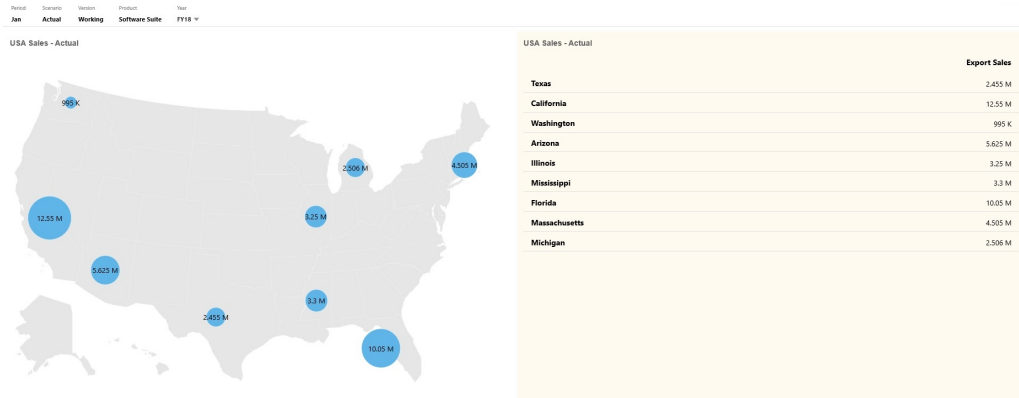 Period Scenario Version Product Year
Jan Actual Working Software Suite FY18
USA Sales - Actual
995 K
2.506 M
4.505 M
12.55 M
3.25 M
5.625 M
3.3 M
2.455 M
10.05 M
USA Sales - Actual
Export Sales
Texas 2.455 M
California 12.55 M
Washington 995 K
Arizona 5.625 M
Illinois 3.25 M
Mississippi 3.3 M
Florida 10.05 M
Massachusetts 4.505 M
Michigan 2.506 M